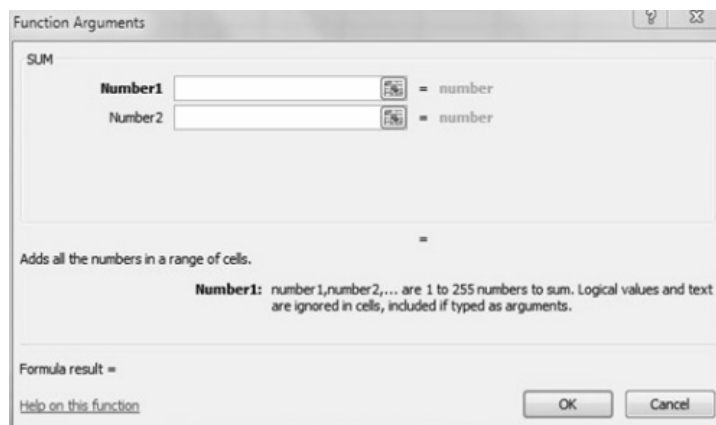 Function Arguments
SUM
Number1 = number
Number2 = number
=
Adds all the numbers in a range of cells.
Number1: number1,number2,... are 1 to 255 numbers to sum. Logical values and text
are ignored in cells, included if typed as arguments.
Formula result =
Help on this function
OK Cancel